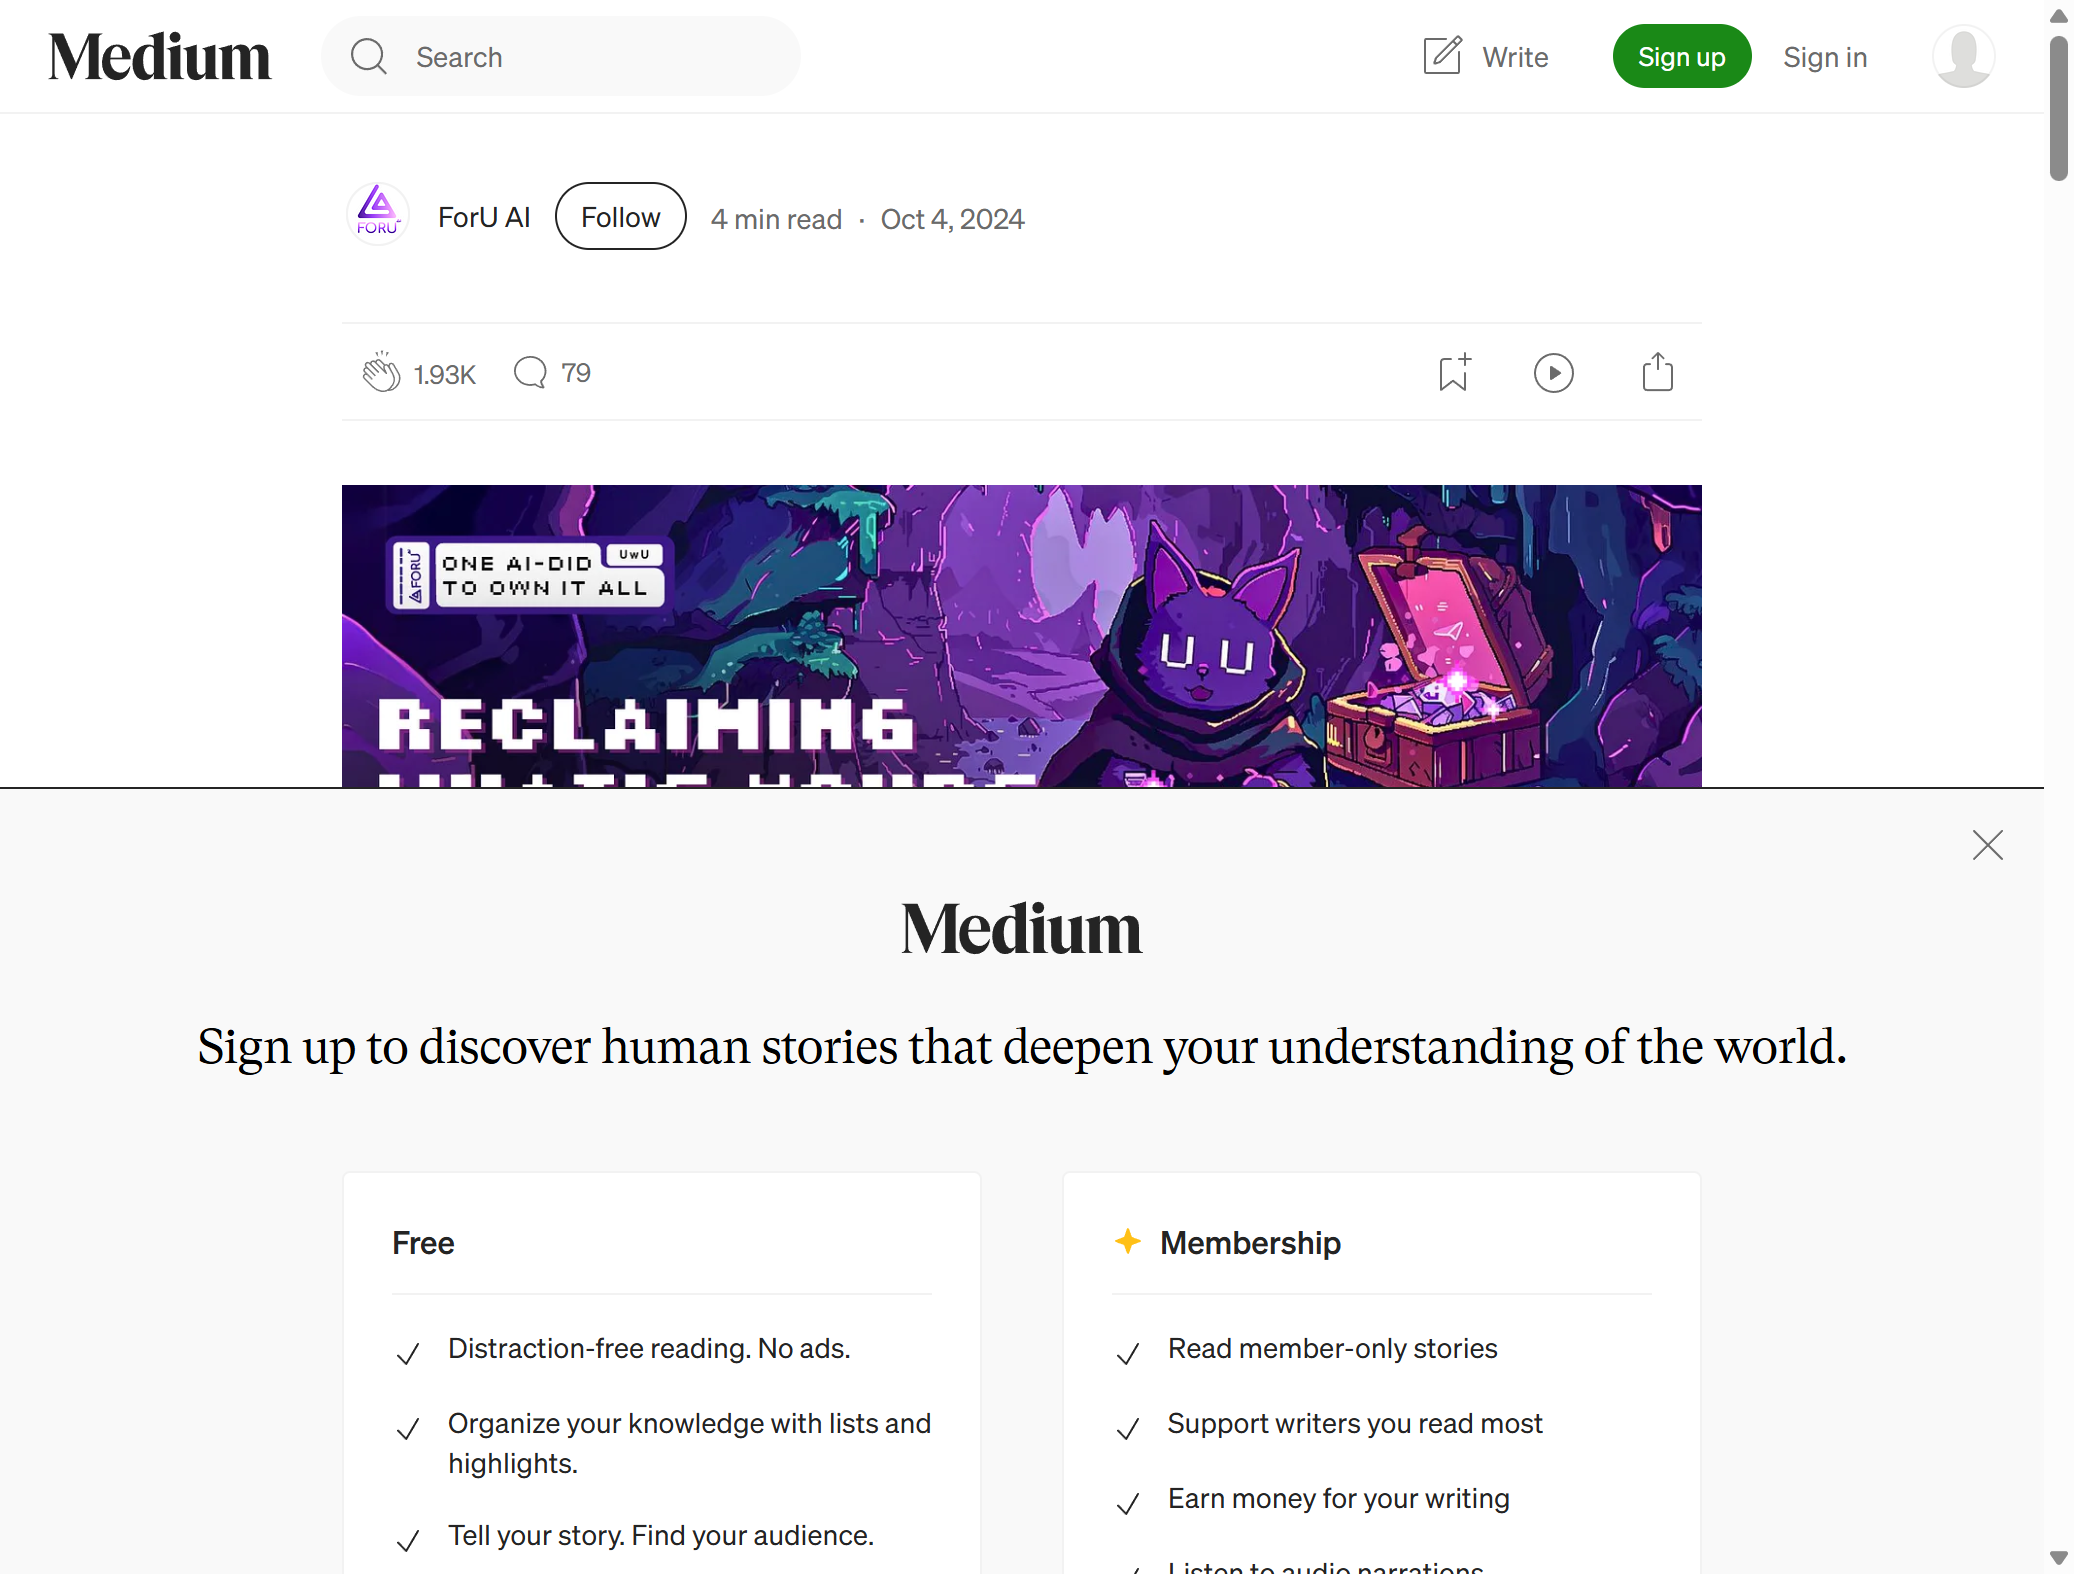 Medium
Search
Write
Sign up
Sign in
FORU
ForU AI
Follow
4 min read · Oct 4, 2024
1.93K
79
FORU
ONE AI-DID
UwU
TO OWN IT ALL
RECLAIMING
Medium
Sign up to discover human stories that deepen your understanding of the world.
Free
Distraction-free reading. No ads.
Organize your knowledge with lists and
highlights.
Tell your story. Find your audience.
Membership
Read member-only stories
Support writers you read most
Earn money for your writing
Listen to audio narrations